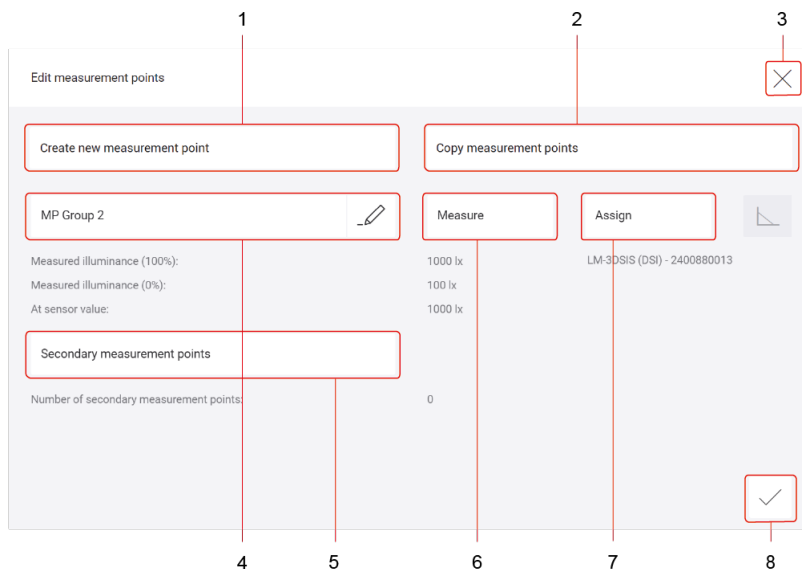 1 2 3
Edit measurement points
Create new measurement point Copy measurement points
MP Group 2 Measure Assign
Measured illuminance (100%): 1000 lx LM-3DSIS (DSI) - 2400880013
Measured illuminance (0%): 100 lx
At sensor value: 1000 lx
Secondary measurement points
Number of secondary measurement points: 0
4 5 6 7 8